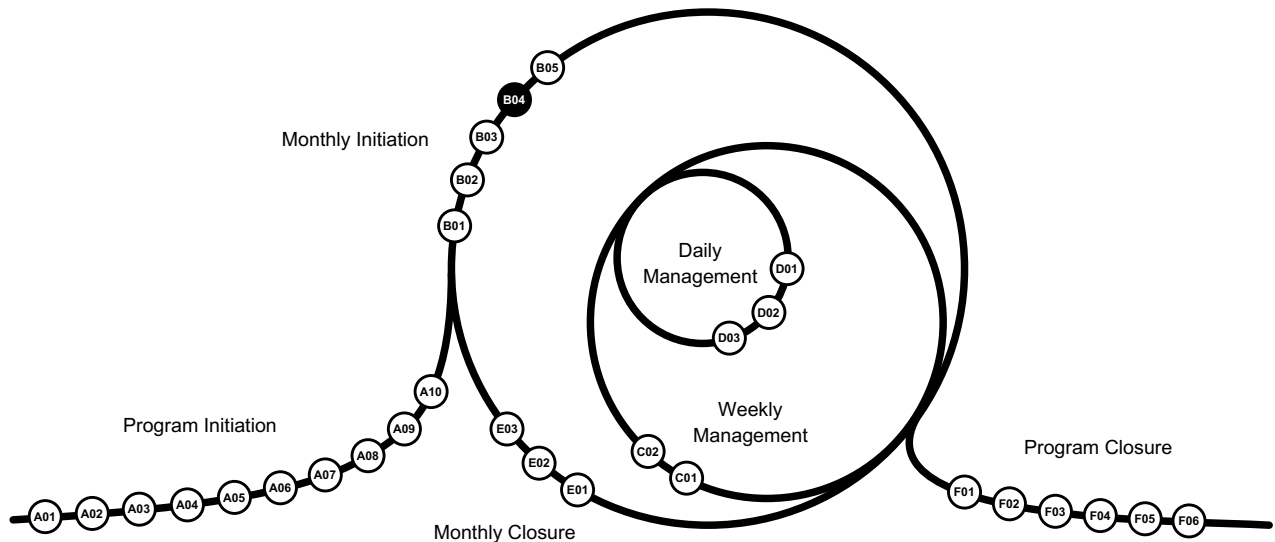 B05
B04
B03
Monthly Initiation
B02
B01
Daily
Management
D01
D02
D03
A10
Program Initiation
A09
A08
A07
A06
A05
A04
A03
A02
A01
Weekly
Management
C02
C01
E03
E02
E01
Monthly Closure
Program Closure
F01
F02
F03
F04
F05
F06